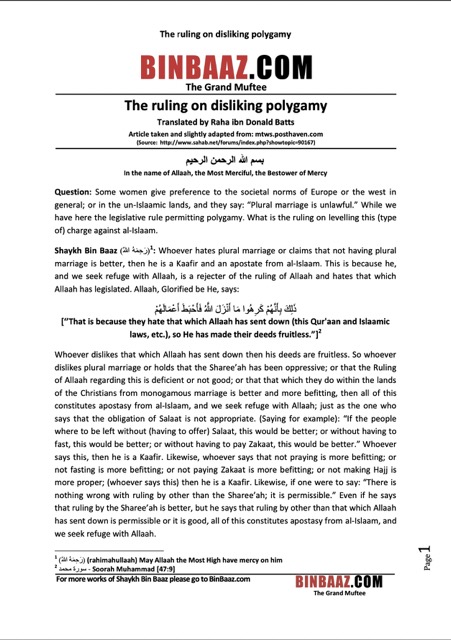 The ruling on disliking polygamy
BINBAAZ.COM
The Grand Muftee
The ruling on disliking polygamy
Translated by Raha ibn Donald Batts
Article taken and slightly adapted from: mtws.posthaven.com
(Source: http://www.sahab.net/forums/index.php?showtopic=90167)
بسم الله الرحمن الرحيم
In the name of Allaah, the Most Merciful, the Bestower of Mercy
Question: Some women give preference to the societal norms of Europe or the west in
general; or in the un-Islaamic lands, and they say: “Plural marriage is unlawful.” While we
have here the legislative rule permitting polygamy. What is the ruling on levelling this (type
of) charge against al-Islaam.
Shaykh Bin Baaz (رَحِمَهُ اللهُ)1: Whoever hates plural marriage or claims that not having plural
marriage is better, then he is a Kaafir and an apostate from al-Islaam. This is because he,
and we seek refuge with Allaah, is a rejecter of the ruling of Allaah and hates that which
Allaah has legislated. Allaah, Glorified be He, says:
ذَٰلِكَ بِأَنَّهُمْ كَرِهُوا مَا أَنْزَلَ اللَّهُ فَأَحْبَطَ أَعْمَالَهُمْ
[“That is because they hate that which Allaah has sent down (this Qur'aan and Islaamic
laws, etc.), so He has made their deeds fruitless.”]2
Whoever dislikes that which Allaah has sent down then his deeds are fruitless. So whoever
dislikes plural marriage or holds that the Sharee’ah has been oppressive; or that the Ruling
of Allaah regarding this is deficient or not good; or that that which they do within the lands
of the Christians from monogamous marriage is better and more befitting, then all of this
constitutes apostasy from al-Islaam, and we seek refuge with Allaah; just as the one who
says that the obligation of Salaat is not appropriate. (Saying for example): “If the people
where to be left without (having to offer) Salaat, this would be better; or without having to
fast, this would be better; or without having to pay Zakaat, this would be better.” Whoever
says this, then he is a Kaafir. Likewise, whoever says that not praying is more befitting; or
not fasting is more befitting; or not paying Zakaat is more befitting; or not making Hajj is
more proper; (whoever says this) then he is a Kaafir. Likewise, if one were to say: “There is
nothing wrong with ruling by other than the Sharee’ah; it is permissible.” Even if he says
that ruling by the Sharee’ah is better, but he says that ruling by other than that which Allaah
has sent down is permissible or it is good, all of this constitutes apostasy from al-Islaam, and
we seek refuge with Allaah.
1 (رَحِمَهُ اللهُ) (rahimahullaah) May Allaah the Most High have mercy on him
2 سورة محمد - Soorah Muhammad [47:9]
For more works of Shaykh Bin Baaz please go to BinBaaz.com
BINBAAZ.COM
The Grand Muftee
Page 1